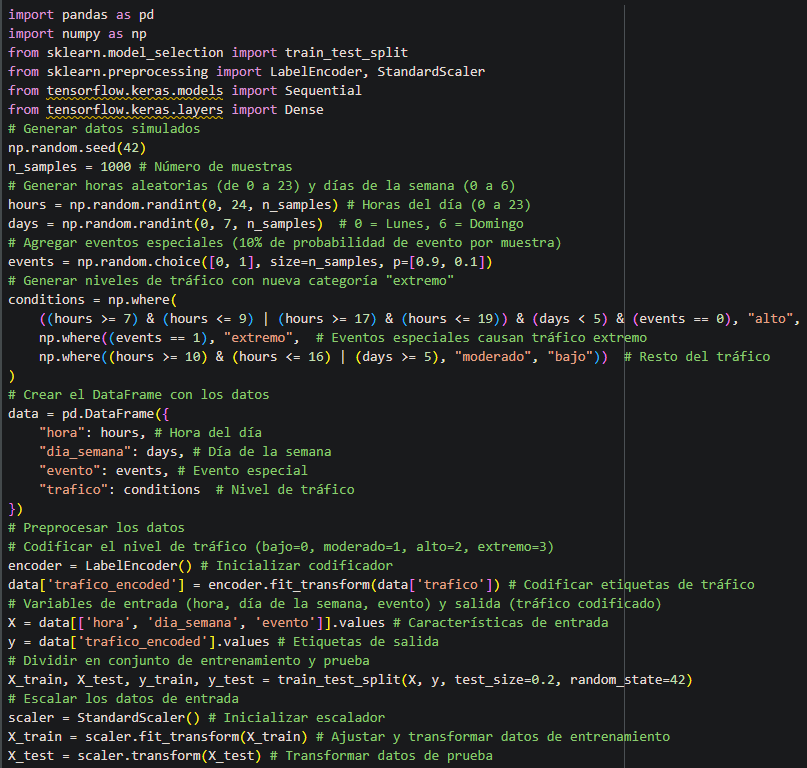 import pandas as pd
import numpy as np
from sklearn.model_selection import train_test_split
from sklearn.preprocessing import LabelEncoder, StandardScaler
from tensorflow.keras.models import Sequential
from tensorflow.keras.layers import Dense
# Generar datos simulados
np.random.seed(42)
n_samples = 1000 # Número de muestras
# Generar horas aleatorias (de 0 a 23) y días de la semana (0 a 6)
hours = np.random.randint(0, 24, n_samples) # Horas del día (0 a 23)
days = np.random.randint(0, 7, n_samples)  # 0 = Lunes, 6 = Domingo
# Agregar eventos especiales (10% de probabilidad de evento por muestra)
events = np.random.choice([0, 1], size=n_samples, p=[0.9, 0.1])
# Generar niveles de tráfico con nueva categoría "extremo"
conditions = np.where(
    ((hours >= 7) & (hours <= 9) | (hours >= 17) & (hours <= 19)) & (days < 5) & (events == 0), "alto",
    np.where((events == 1), "extremo",  # Eventos especiales causan tráfico extremo
    np.where((hours >= 10) & (hours <= 16) | (days >= 5), "moderado", "bajo"))  # Resto del tráfico
)
# Crear el DataFrame con los datos
data = pd.DataFrame({
    "hora": hours, # Hora del día
    "dia_semana": days, # Día de la semana
    "evento": events, # Evento especial
    "trafico": conditions  # Nivel de tráfico
})
# Preprocesar los datos
# Codificar el nivel de tráfico (bajo=0, moderado=1, alto=2, extremo=3)
encoder = LabelEncoder() # Inicializar codificador
data['trafico_encoded'] = encoder.fit_transform(data['trafico']) # Codificar etiquetas de tráfico
# Variables de entrada (hora, día de la semana, evento) y salida (tráfico codificado)
X = data[['hora', 'dia_semana', 'evento']].values # Características de entrada
y = data['trafico_encoded'].values # Etiquetas de salida
# Dividir en conjunto de entrenamiento y prueba
X_train, X_test, y_train, y_test = train_test_split(X, y, test_size=0.2, random_state=42)
# Escalar los datos de entrada
scaler = StandardScaler() # Inicializar escalador
X_train = scaler.fit_transform(X_train) # Ajustar y transformar datos de entrenamiento
X_test = scaler.transform(X_test) # Transformar datos de prueba